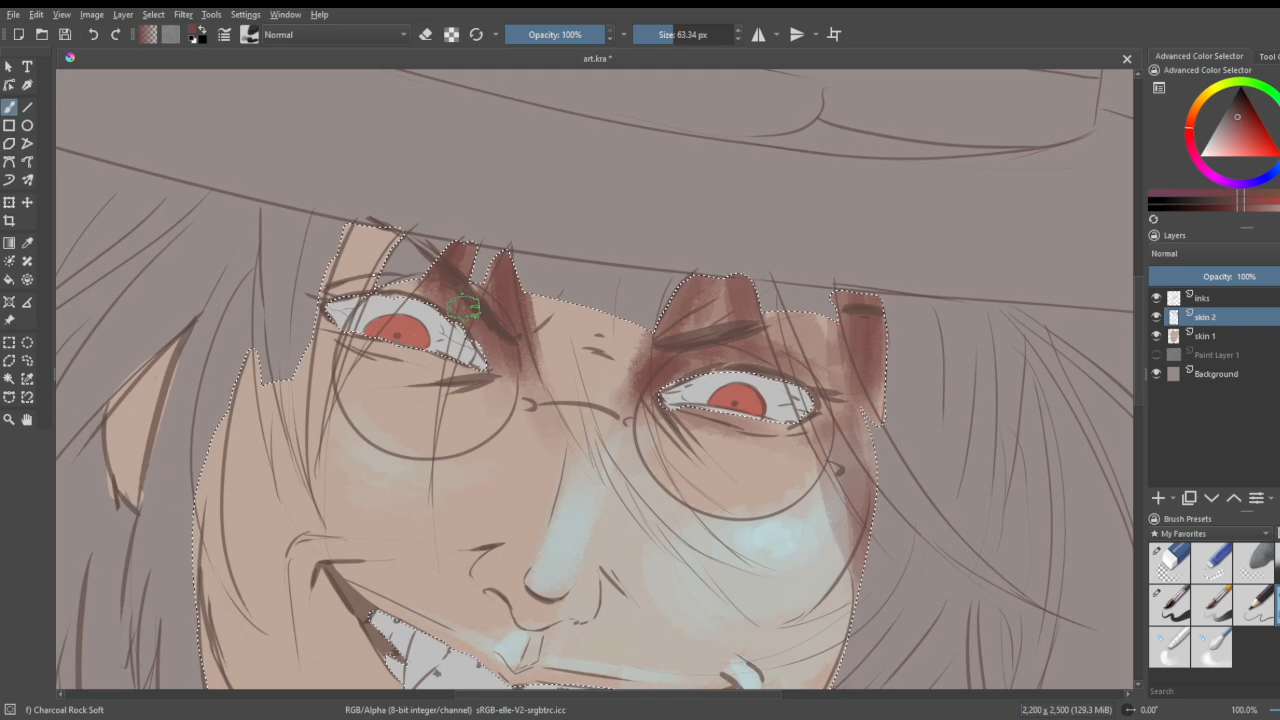 File Edit View Image Layer Select Filter Tools Settings Window Help
Normal Opacity: 100% Size: 63.34 px
art.kra *
Advanced Color Selector Tool
Advanced Color Selector
Layers
Normal
Opacity: 100%
inks
skin 2
skin 1
Paint Layer 1
Background
Brush Presets
★ My Favorites
Search
f) Charcoal Rock Soft RGB/Alpha (8-bit integer/channel) sRGB-elle-V2-srgbtrc.icc 2,200 x 2,500 (129.3 MiB) 0.00° 100.0%